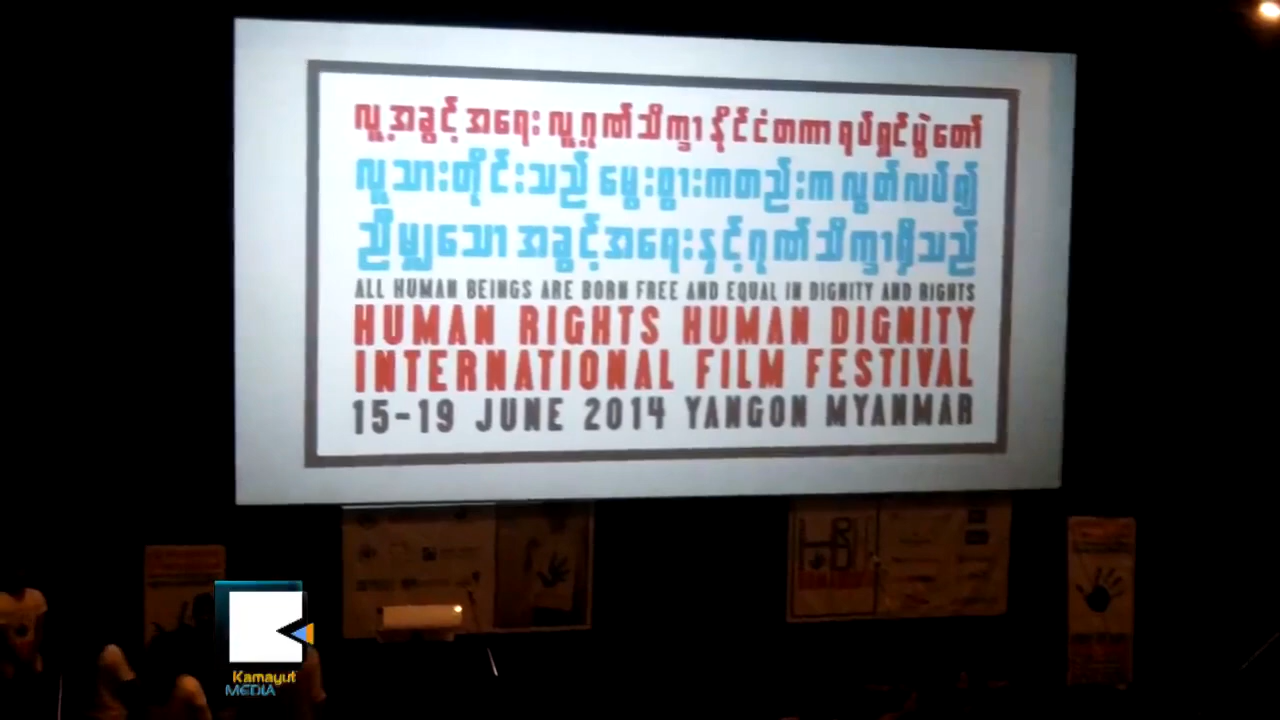 လူ့အခွင့်အရေး လူ့ဂုဏ်သိက္ခာ နိုင်ငံတကာ ရုပ်ရှင်ပွဲတော်
လူသားတိုင်းသည် မွေးဖွားကတည်းက လွတ်လပ်၍
ညီမျှသော အခွင့်အရေးနှင့် ဂုဏ်သိက္ခာရှိသည်
ALL HUMAN BEINGS ARE BORN FREE AND EQUAL IN DIGNITY AND RIGHTS
HUMAN RIGHTS HUMAN DIGNITY
INTERNATIONAL FILM FESTIVAL
15-19 JUNE 2014 YANGON MYANMAR
Kamayut
MEDIA